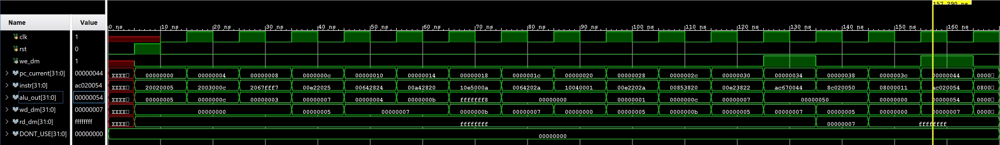 157.290 ns
Name Value
0 ns 10 ns 20 ns 30 ns 40 ns 50 ns 60 ns 70 ns 80 ns 90 ns 100 ns 110 ns 120 ns 130 ns 140 ns 150 ns 160 ns
clk 1
rst 0
we_dm 1
pc_current[31:0] 00000044 XXXX 00000000 00000004 00000008 0000000c 00000010 00000014 00000018 0000001c 00000020 00000028 0000002c 00000030 00000034 00000038 0000003c 00000044 0000
instr[31:0] ac020054 XXXX 20020005 2003000c 2067fff7 00e22025 00642824 00a42820 10e5000a 0064202a 10040001 00e2202a 00853820 00e23822 ac670044 8c020050 08000011 ac020054 0800
alu_out[31:0] 00000054 XXXX 00000005 0000000c 00000003 00000007 00000004 0000000b fffffff8 00000000 00000001 0000000c 00000007 00000050 00000000 00000054 0000
wd_dm[31:0] 00000007 XXXX 00000000 00000005 00000007 0000000b 00000007 00000000 00000005 0000000b 00000005 00000007 00000005 00000000 00000007 0000
rd_dm[31:0] ffffffff XXXX ffffffff 00000007 ffffffff
DONT_USE[31:0] 00000000 00000000